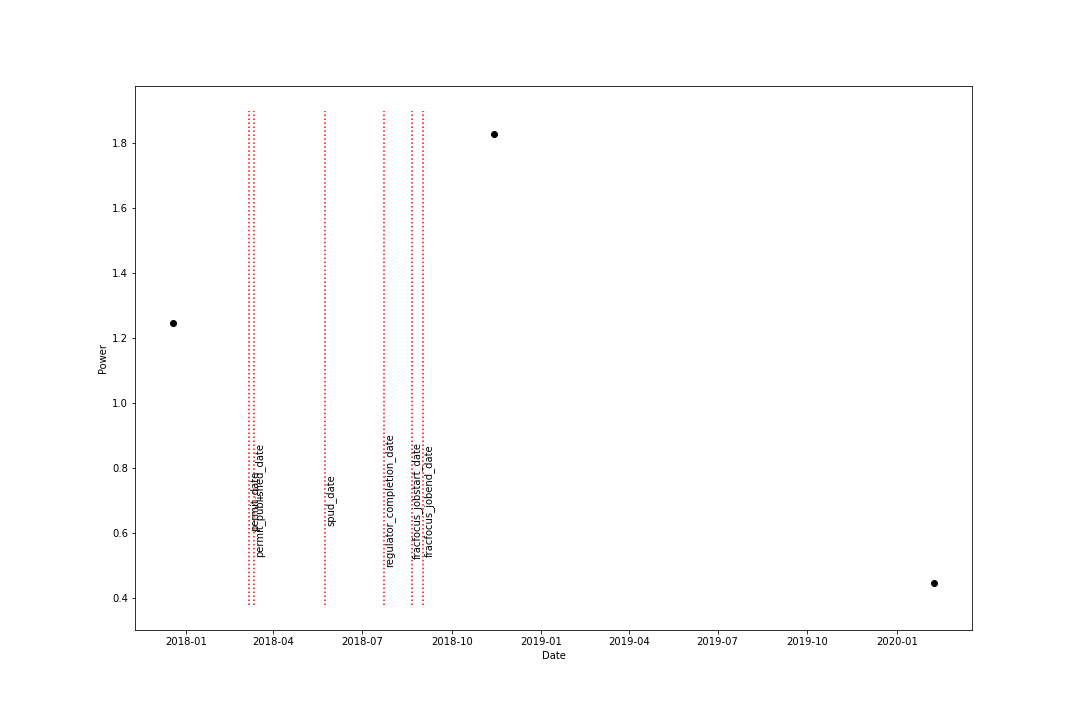 1.8
1.6
1.4
1.2
1.0
0.8
0.6
0.4
Power
permit_date
permit_published_date
spud_date
regulator_completion_date
fracfocus_jobstart_date
fracfocus_jobend_date
2018-01
2018-04
2018-07
2018-10
2019-01
2019-04
2019-07
2019-10
2020-01
Date